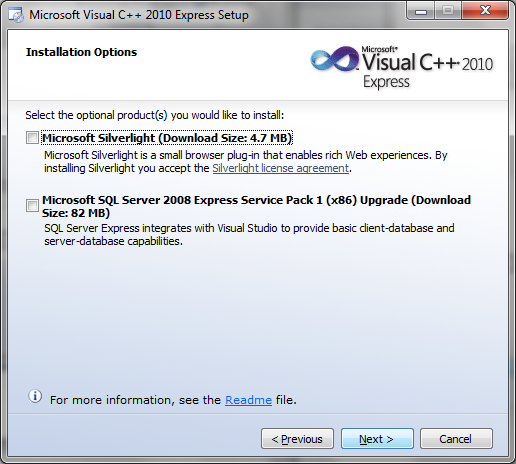 Microsoft Visual C++ 2010 Express Setup
Installation Options
Microsoft®
Visual C++ 2010
Express
Select the optional product(s) you would like to install:
Microsoft Silverlight (Download Size: 4.7 MB)
Microsoft Silverlight is a small browser plug-in that enables rich Web experiences. By
installing Silverlight you accept the Silverlight license agreement.
Microsoft SQL Server 2008 Express Service Pack 1 (x86) Upgrade (Download
Size: 82 MB)
SQL Server Express integrates with Visual Studio to provide basic client-database and
server-database capabilities.
For more information, see the Readme file.
< Previous
Next >
Cancel